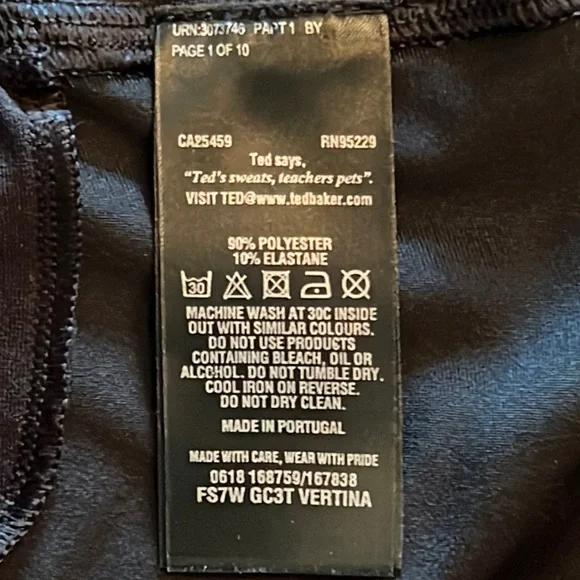 URN:3073746 PART 1 BY
PAGE 1 OF 10
CA25459 RN95229
Ted says,
"Ted's sweats, teachers pets".
VISIT TED@www.tedbaker.com
90% POLYESTER
10% ELASTANE
30
MACHINE WASH AT 30C INSIDE
OUT WITH SIMILAR COLOURS.
DO NOT USE PRODUCTS
CONTAINING BLEACH, OIL OR
ALCOHOL. DO NOT TUMBLE DRY.
COOL IRON ON REVERSE.
DO NOT DRY CLEAN.
MADE IN PORTUGAL
MADE WITH CARE, WEAR WITH PRIDE
0618 168759/167838
FS7W GC3T VERTINA